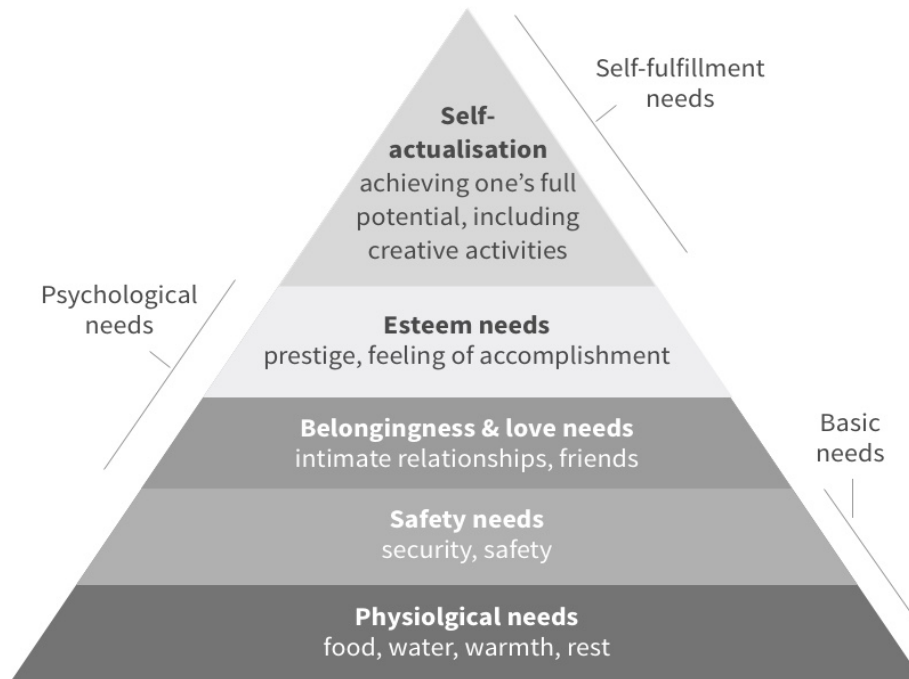 Self-fulfillment
needs
Self-
actualisation
achieving one’s full
potential, including
creative activities
Psychological
needs
Esteem needs
prestige, feeling of accomplishment
Belongingness & love needs
intimate relationships, friends
Basic
needs
Safety needs
security, safety
Physiolgical needs
food, water, warmth, rest